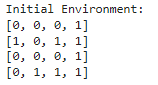 Initial Environment:
[0, 0, 0, 1]
[1, 0, 1, 1]
[0, 0, 0, 1]
[0, 1, 1, 1]